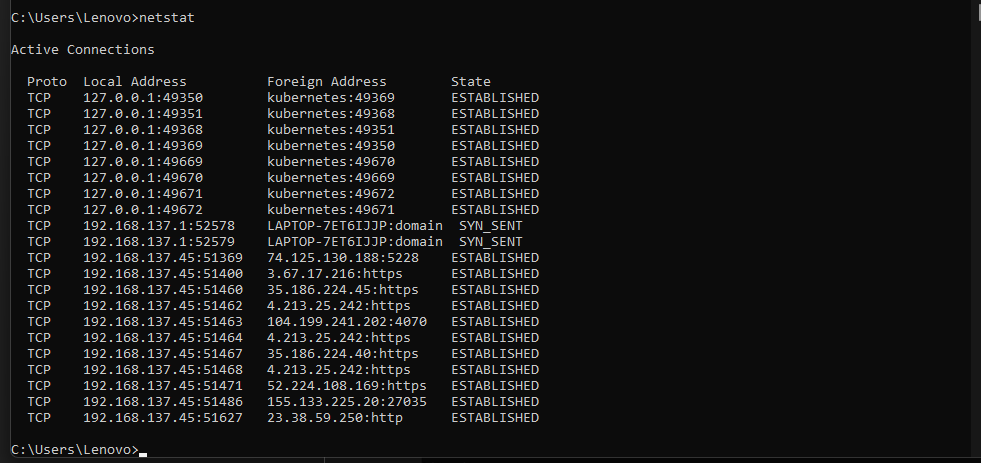 C:\Users\Lenovo>netstat
Active Connections
Proto  Local Address          Foreign Address        State
TCP    127.0.0.1:49350        kubernetes:49369       ESTABLISHED
TCP    127.0.0.1:49351        kubernetes:49368       ESTABLISHED
TCP    127.0.0.1:49368        kubernetes:49351       ESTABLISHED
TCP    127.0.0.1:49369        kubernetes:49350       ESTABLISHED
TCP    127.0.0.1:49669        kubernetes:49670       ESTABLISHED
TCP    127.0.0.1:49670        kubernetes:49669       ESTABLISHED
TCP    127.0.0.1:49671        kubernetes:49672       ESTABLISHED
TCP    127.0.0.1:49672        kubernetes:49671       ESTABLISHED
TCP    192.168.137.1:52578    LAPTOP-7ET6IJJP:domain  SYN_SENT
TCP    192.168.137.1:52579    LAPTOP-7ET6IJJP:domain  SYN_SENT
TCP    192.168.137.45:51369   74.125.130.188:5228    ESTABLISHED
TCP    192.168.137.45:51400   3.67.17.216:https      ESTABLISHED
TCP    192.168.137.45:51460   35.186.224.45:https    ESTABLISHED
TCP    192.168.137.45:51462   4.213.25.242:https     ESTABLISHED
TCP    192.168.137.45:51463   104.199.241.202:4070   ESTABLISHED
TCP    192.168.137.45:51464   4.213.25.242:https     ESTABLISHED
TCP    192.168.137.45:51467   35.186.224.40:https    ESTABLISHED
TCP    192.168.137.45:51468   4.213.25.242:https     ESTABLISHED
TCP    192.168.137.45:51471   52.224.108.169:https   ESTABLISHED
TCP    192.168.137.45:51486   155.133.225.20:27035   ESTABLISHED
TCP    192.168.137.45:51627   23.38.59.250:http      ESTABLISHED
C:\Users\Lenovo>